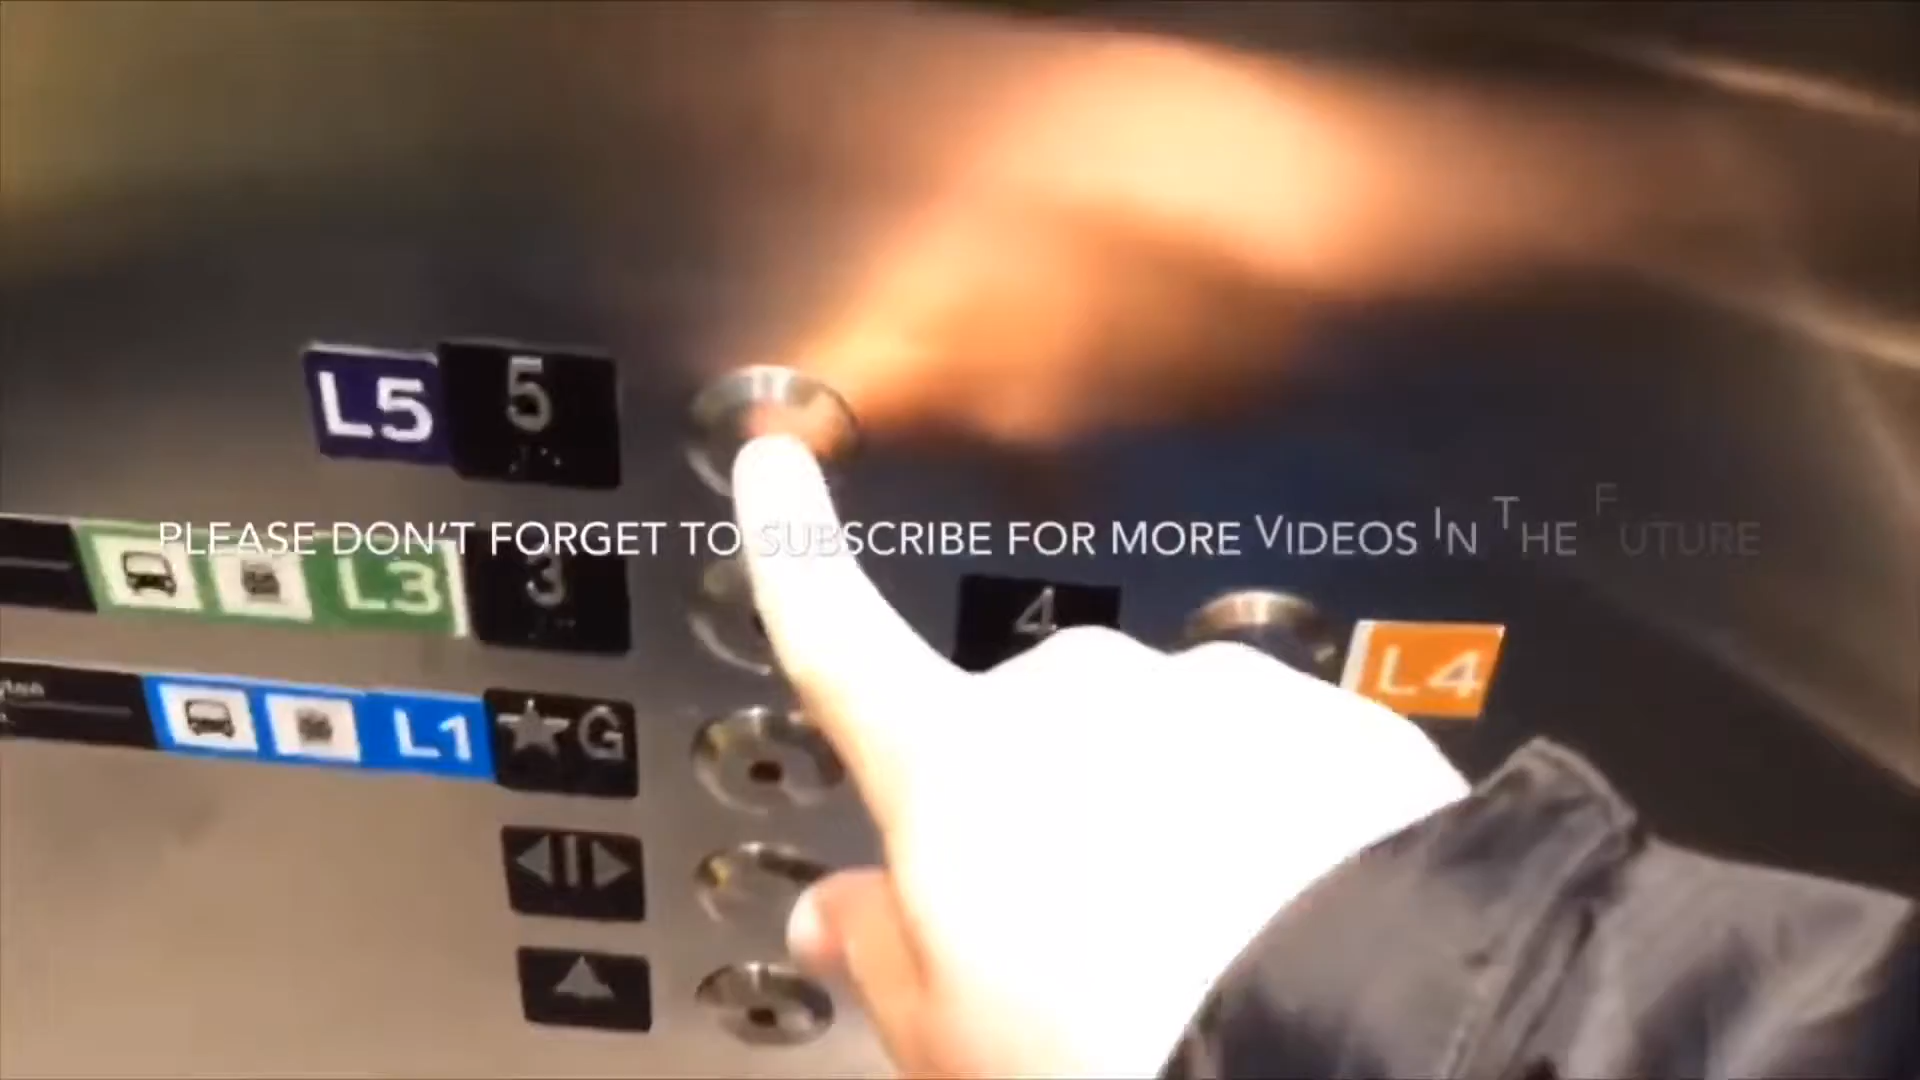 L5 5
PLEASE DON'T FORGET TO SUBSCRIBE FOR MORE VIDEOS IN THE FUTURE
L3 3
4
L4
L1 ★G